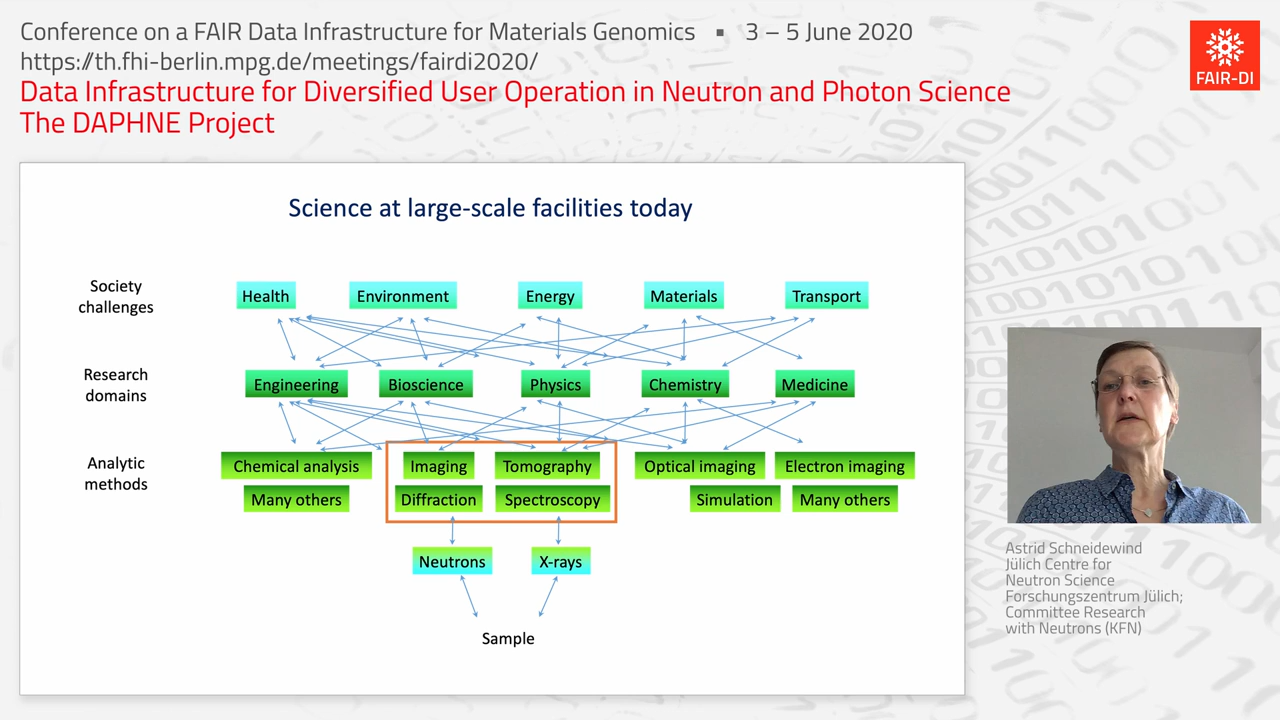 Conference on a FAIR Data Infrastructure for Materials Genomics ▪ 3 – 5 June 2020
https://th.fhi-berlin.mpg.de/meetings/fairdi2020/
Data Infrastructure for Diversified User Operation in Neutron and Photon Science
The DAPHNE Project
FAIR-DI
Science at large-scale facilities today
Society
challenges
Health Environment Energy Materials Transport
Research
domains
Engineering Bioscience Physics Chemistry Medicine
Analytic
methods
Chemical analysis Imaging Tomography Optical imaging Electron imaging
Many others Diffraction Spectroscopy Simulation Many others
Neutrons X-rays
Sample
Astrid Schneidewind
Jülich Centre for
Neutron Science
Forschungszentrum Jülich;
Committee Research
with Neutrons (KFN)